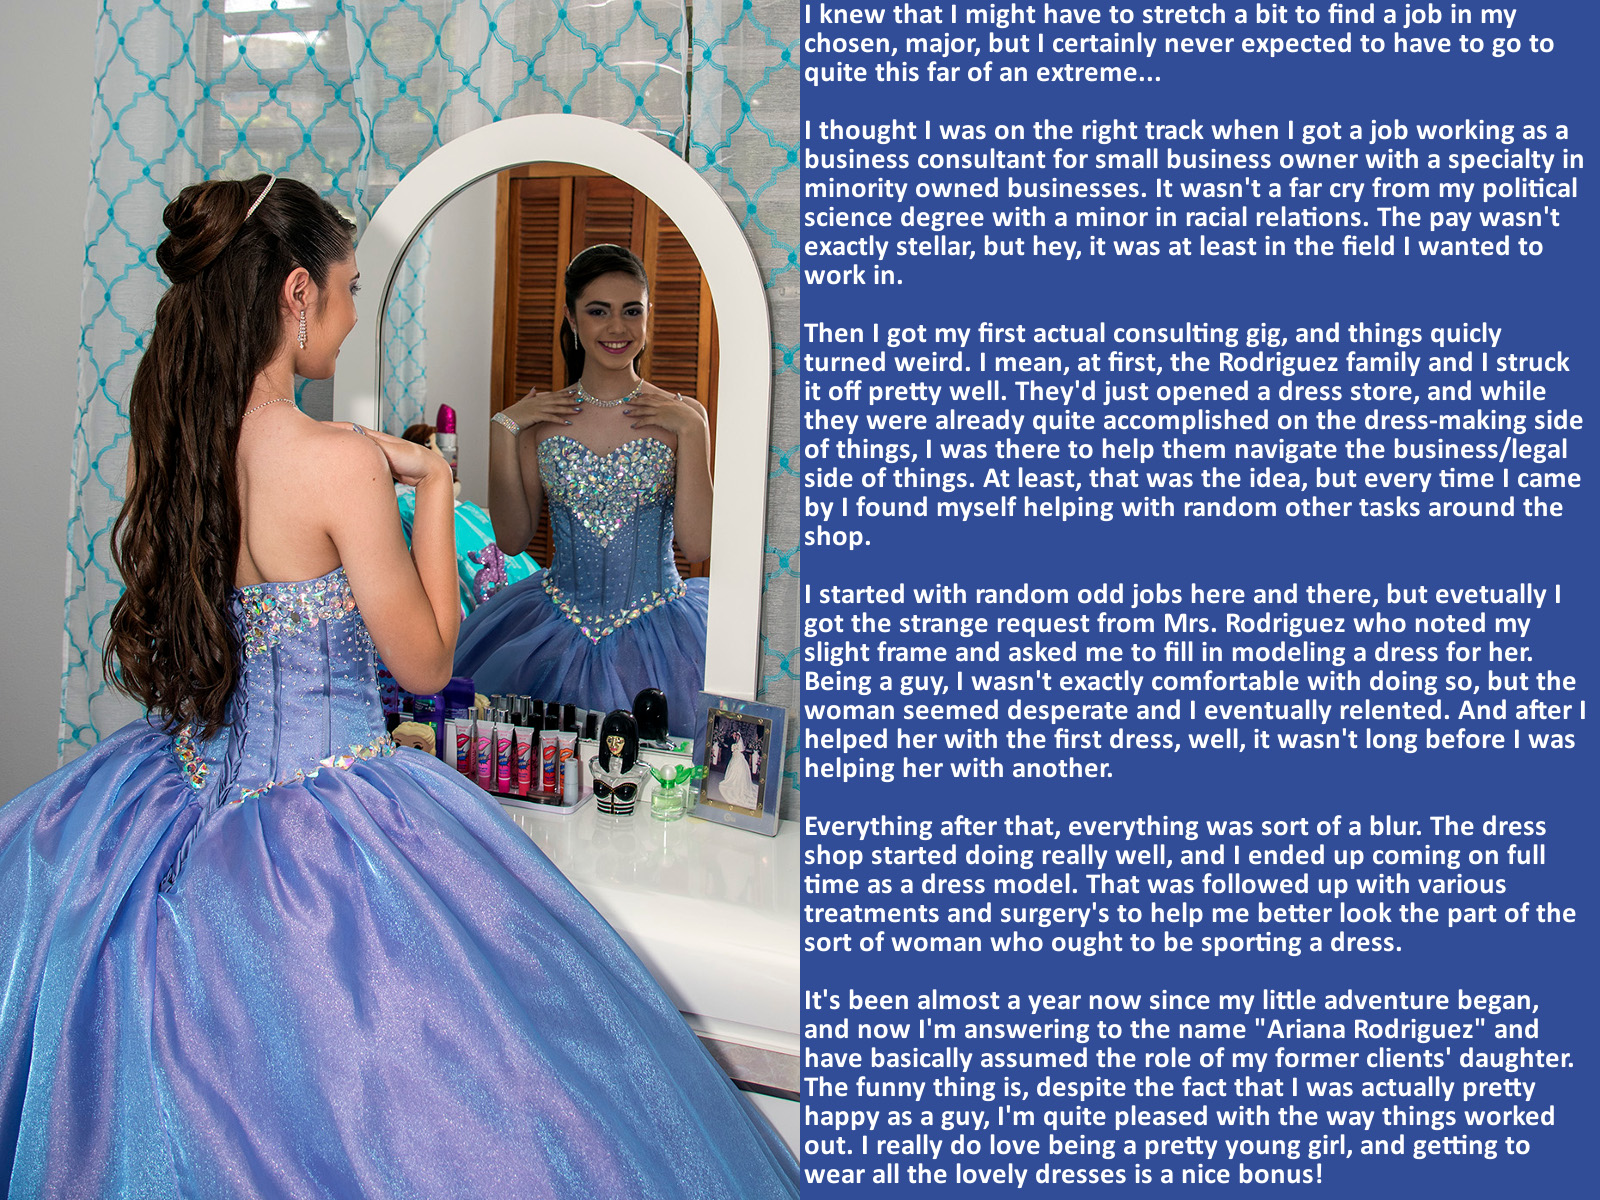 I knew that I might have to stretch a bit to find a job in my
chosen, major, but I certainly never expected to have to go to
quite this far of an extreme...
I thought I was on the right track when I got a job working as a
business consultant for small business owner with a specialty in
minority owned businesses. It wasn't a far cry from my political
science degree with a minor in racial relations. The pay wasn't
exactly stellar, but hey, it was at least in the field I wanted to
work in.
Then I got my first actual consulting gig, and things quicly
turned weird. I mean, at first, the Rodriguez family and I struck
it off pretty well. They'd just opened a dress store, and while
they were already quite accomplished on the dress-making side
of things, I was there to help them navigate the business/legal
side of things. At least, that was the idea, but every time I came
by I found myself helping with random other tasks around the
shop.
I started with random odd jobs here and there, but evetually I
got the strange request from Mrs. Rodriguez who noted my
slight frame and asked me to fill in modeling a dress for her.
Being a guy, I wasn't exactly comfortable with doing so, but the
woman seemed desperate and I eventually relented. And after I
helped her with the first dress, well, it wasn't long before I was
helping her with another.
Everything after that, everything was sort of a blur. The dress
shop started doing really well, and I ended up coming on full
time as a dress model. That was followed up with various
treatments and surgery's to help me better look the part of the
sort of woman who ought to be sporting a dress.
It's been almost a year now since my little adventure began,
and now I'm answering to the name "Ariana Rodriguez" and
have basically assumed the role of my former clients' daughter.
The funny thing is, despite the fact that I was actually pretty
happy as a guy, I'm quite pleased with the way things worked
out. I really do love being a pretty young girl, and getting to
wear all the lovely dresses is a nice bonus!